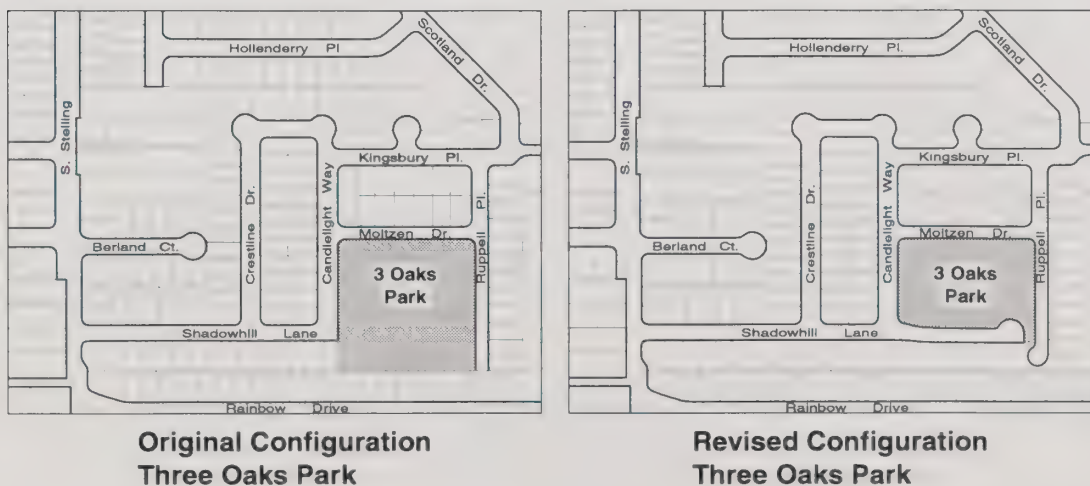 Hollenderry Pl
Scotland Dr.
S. Stelling
Kingsbury Pl.
Crestline Dr.
Candlelight Way
Moltzen Dr.
Ruppell Pl.
Berland Ct.
3 Oaks
Park
Shadowhill Lane
Rainbow Drive
Original Configuration
Three Oaks Park
Hollenderry Pl.
Scotland Dr.
S. Stelling
Kingsbury Pl.
Crestline Dr.
Candlelight Way
Moltzen Dr.
Ruppell Pl.
Berland Ct.
3 Oaks
Park
Shadowhill Lane
Rainbow Drive
Revised Configuration
Three Oaks Park